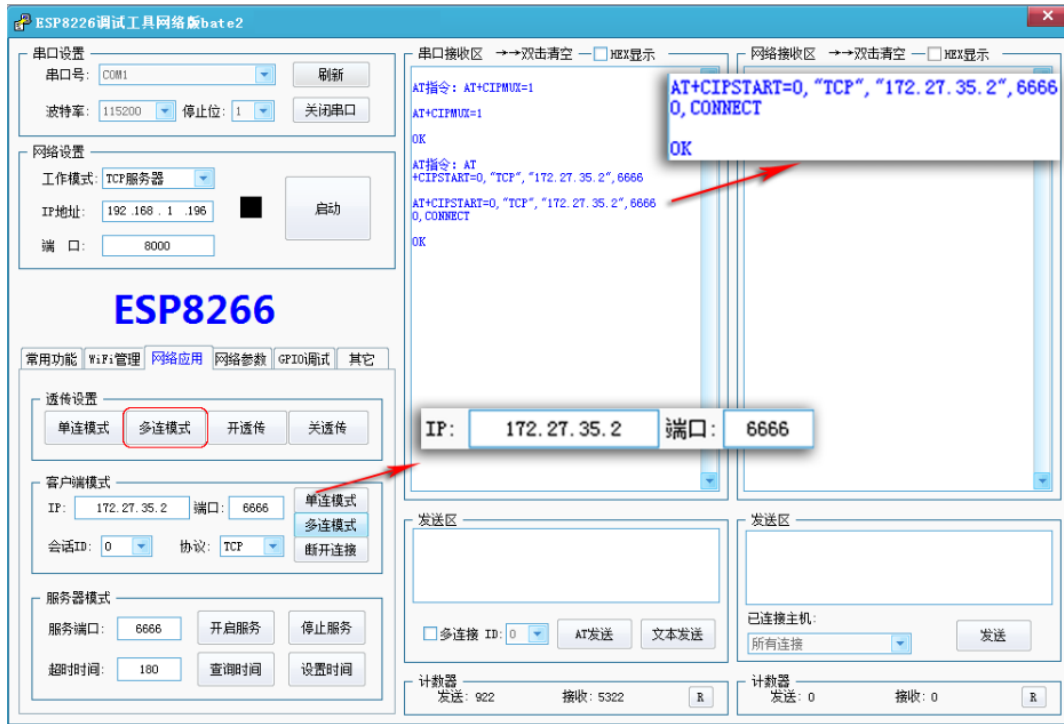 ESP8226调试工具网络版bate2
串口设置
串口号: COM1 刷新
波特率: 115200 停止位: 1 关闭串口
网络设置
工作模式: TCP服务器
IP地址: 192 .168 . 1 .196 启动
端 口: 8000
ESP8266
常用功能 WiFi管理 网络应用 网络参数 GPIO调试 其它
透传设置
单连模式 多连模式 开透传 关透传
客户端模式
IP: 172.27.35.2 端口: 6666 单连模式
多连模式
会话ID: 0 协议: TCP 断开连接
服务器模式
服务端口: 6666 开启服务 停止服务
超时时间: 180 查询时间 设置时间
串口接收区 →→双击清空 HEX显示
AT指令: AT+CIPMUX=1
AT+CIPMUX=1
OK
AT指令: AT
+CIPSTART=0,"TCP","172.27.35.2",6666
AT+CIPSTART=0,"TCP","172.27.35.2",6666
0,CONNECT
OK
IP: 172.27.35.2 端口: 6666
发送区
多连接 ID: 0 AT发送 文本发送
计数器
发送: 922 接收: 5322 R
网络接收区 →→双击清空 HEX显示
AT+CIPSTART=0,"TCP","172.27.35.2",6666
0,CONNECT
OK
发送区
已连接主机:
所有连接 发送
计数器
发送: 0 接收: 0 R